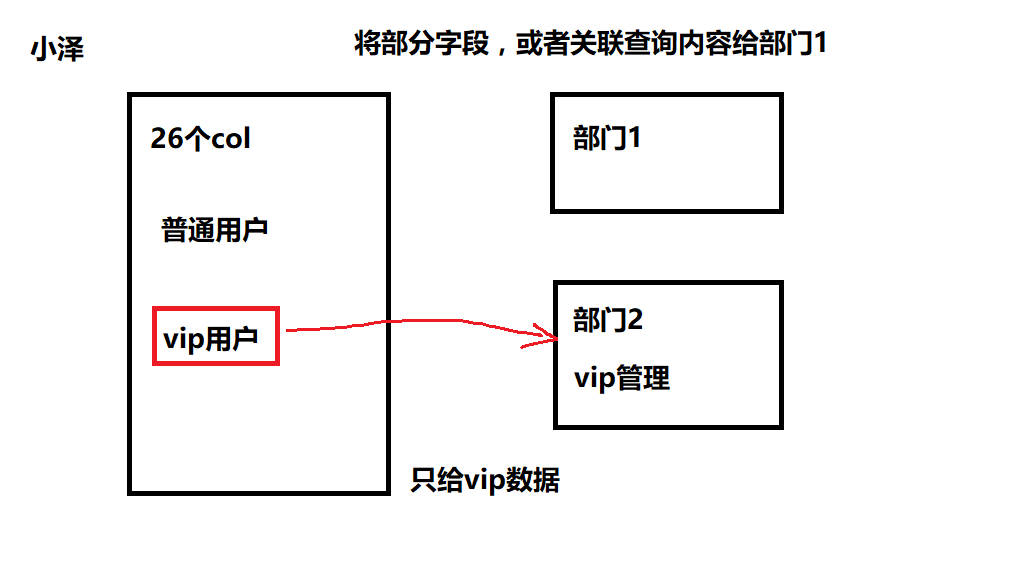 小泽
将部分字段，或者关联查询内容给部门1
26个col
普通用户
vip用户
部门1
部门2
vip管理
只给vip数据